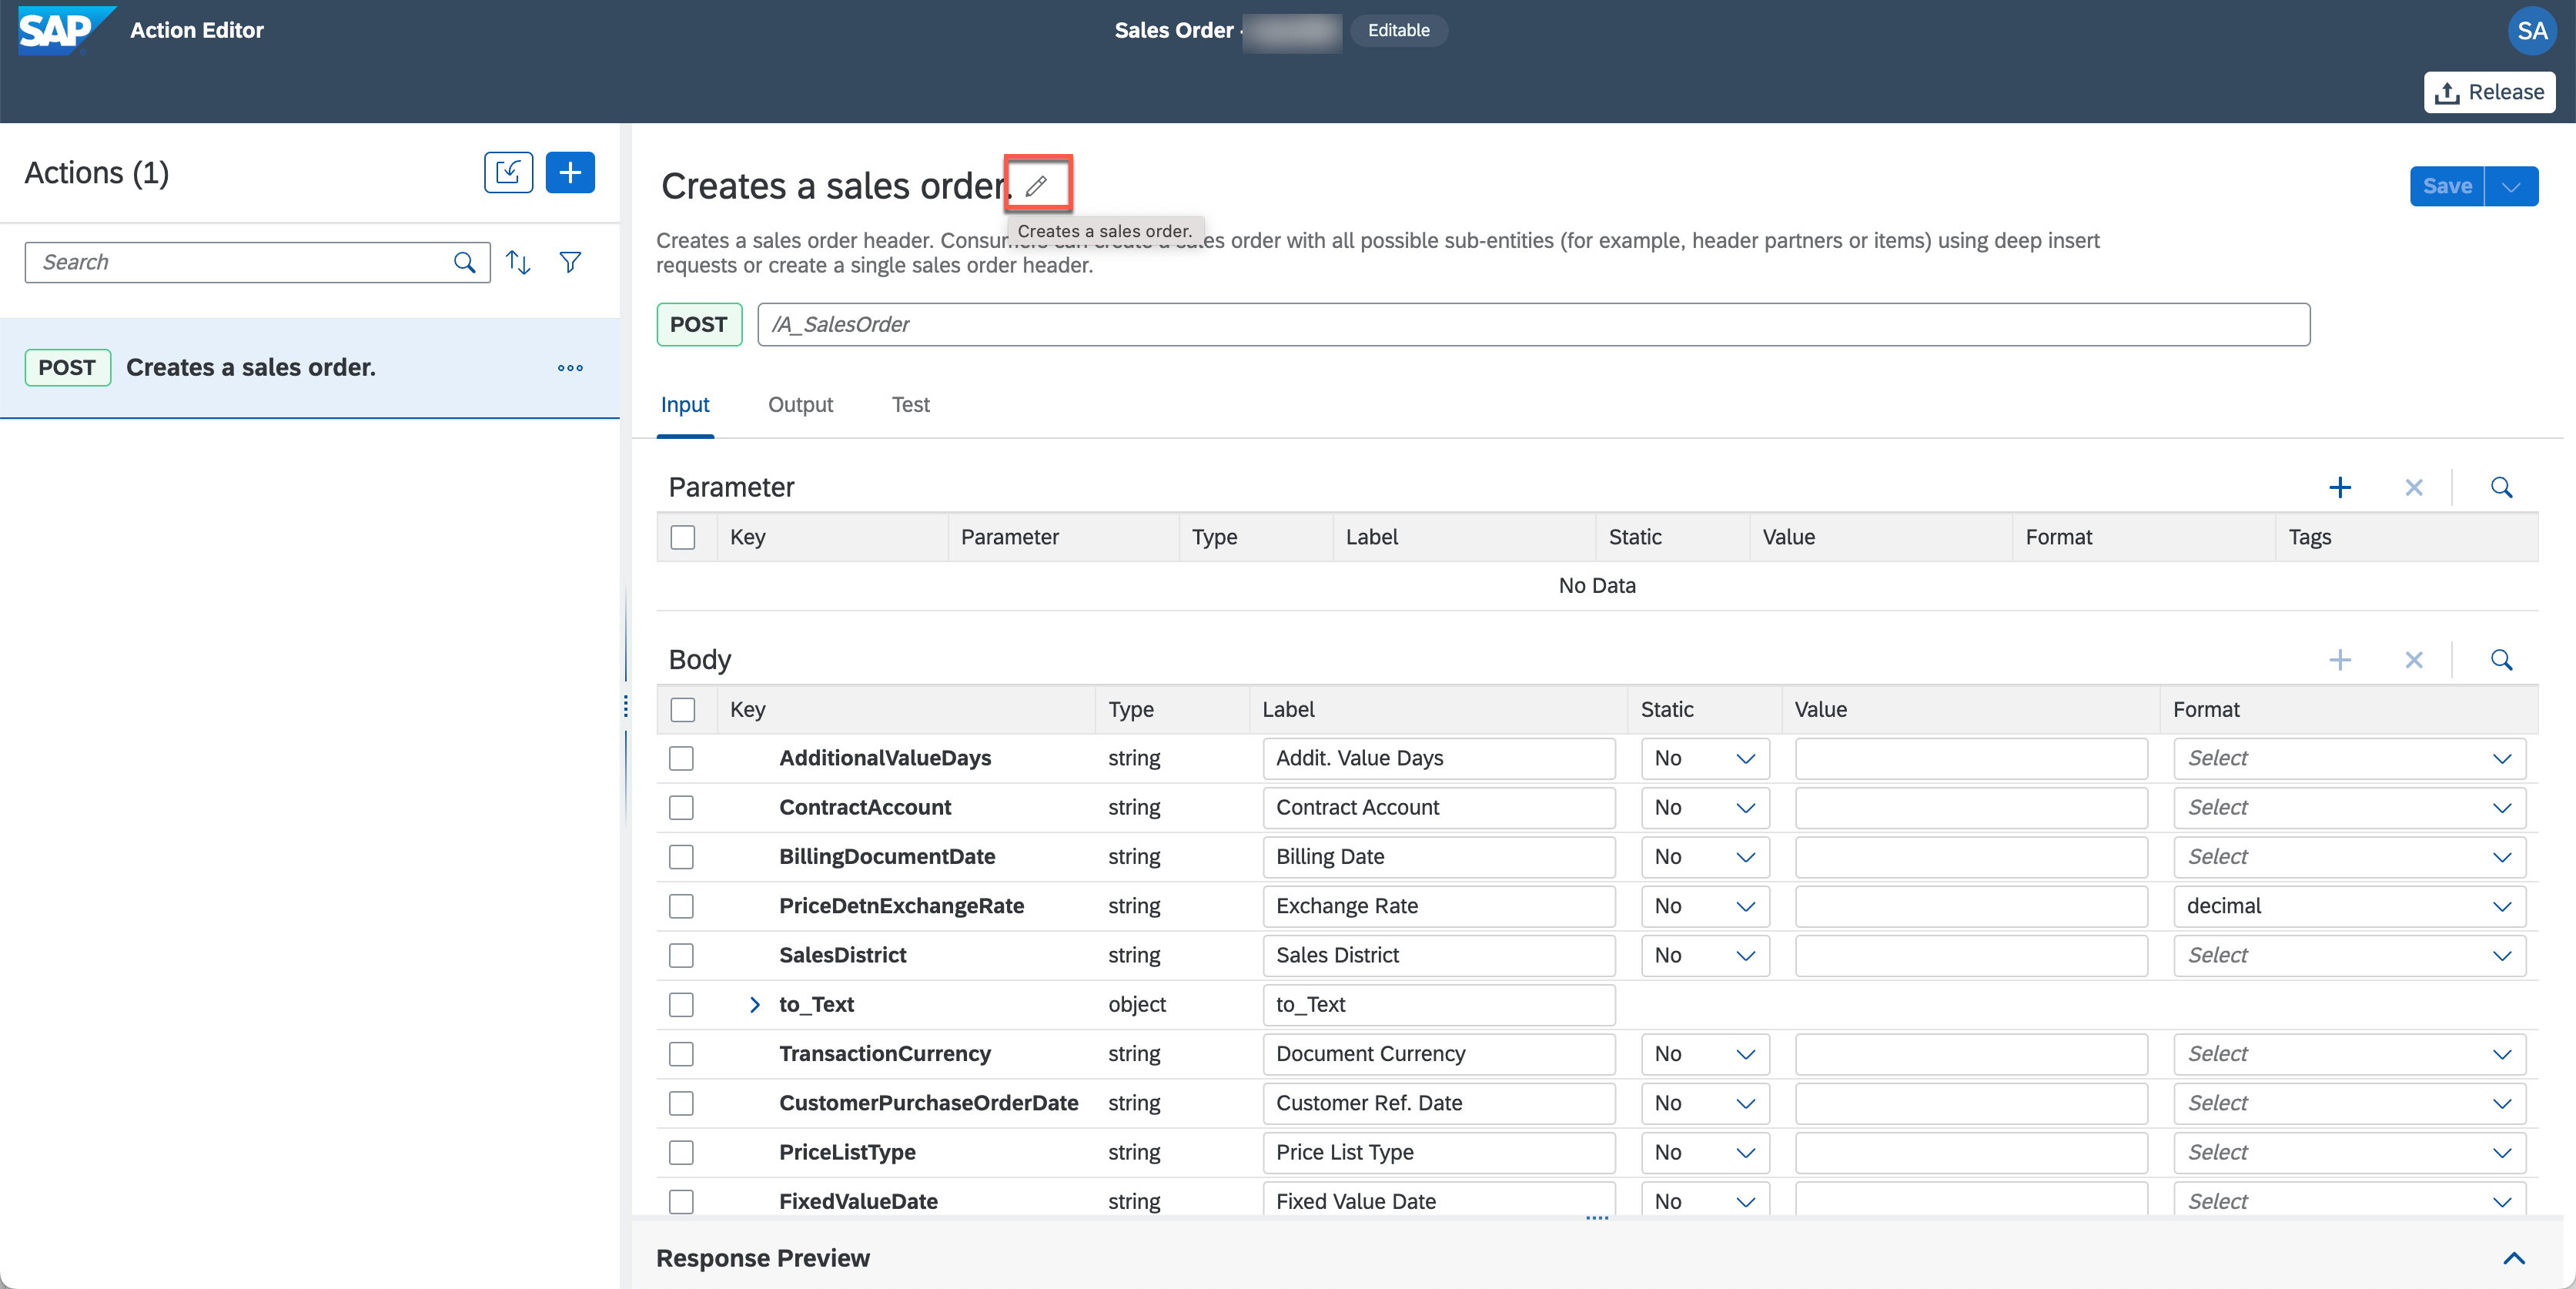 SAP Action Editor Sales Order - Editable SA
Release
Actions (1)
Search
POST Creates a sales order.
Creates a sales order.
Save
Creates a sales order.
Creates a sales order header. Consumers can create a sales order with all possible sub-entities (for example, header partners or items) using deep insert
requests or create a single sales order header.
POST /A_SalesOrder
Input Output Test
Parameter
Key Parameter Type Label Static Value Format Tags
No Data
Body
Key Type Label Static Value Format
AdditionalValueDays string Addit. Value Days No Select
ContractAccount string Contract Account No Select
BillingDocumentDate string Billing Date No Select
PriceDetnExchangeRate string Exchange Rate No decimal
SalesDistrict string Sales District No Select
to_Text object to_Text
TransactionCurrency string Document Currency No Select
CustomerPurchaseOrderDate string Customer Ref. Date No Select
PriceListType string Price List Type No Select
FixedValueDate string Fixed Value Date No Select
Response Preview